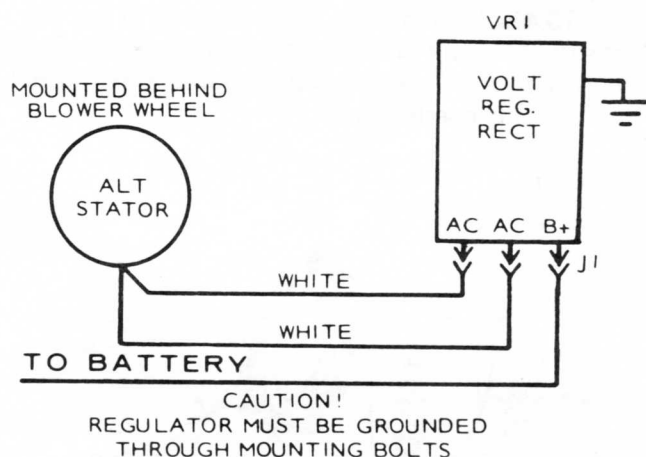 VR1
MOUNTED BEHIND
BLOWER WHEEL
VOLT
REG.
RECT
ALT
STATOR
AC AC B+
J1
WHITE
WHITE
TO BATTERY
CAUTION!
REGULATOR MUST BE GROUNDED
THROUGH MOUNTING BOLTS